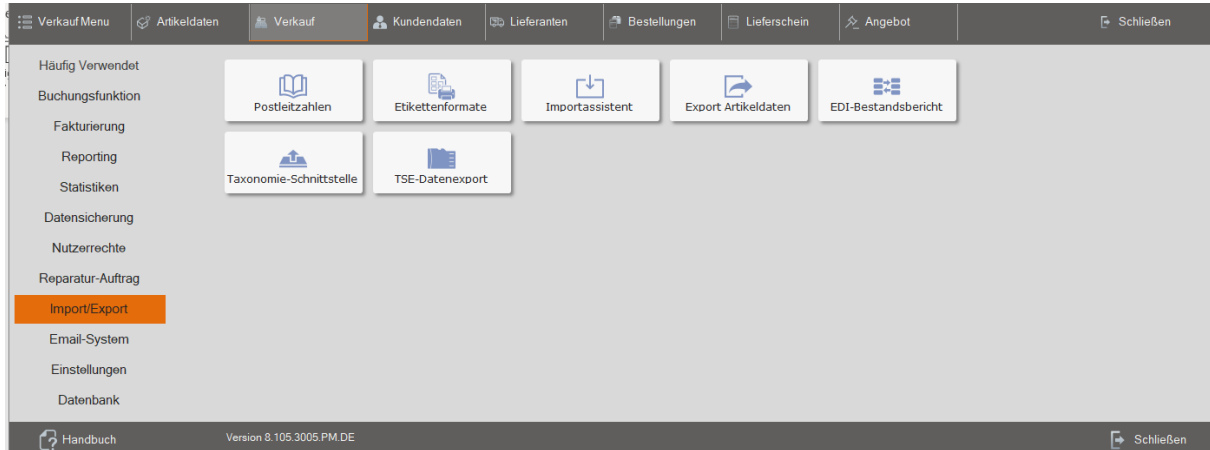 Verkauf Menu
Artikeldaten
Verkauf
Kundendaten
Lieferanten
Bestellungen
Lieferschein
Angebot
Schließen
Häufig Verwendet
Buchungsfunktion
Fakturierung
Reporting
Statistiken
Datensicherung
Nutzerrechte
Reparatur-Auftrag
Import/Export
Email-System
Einstellungen
Datenbank
Postleitzahlen
Etikettenformate
Importassistent
Export Artikeldaten
EDI-Bestandsbericht
Taxonomie-Schnittstelle
TSE-Datenexport
Handbuch
Version 8.105.3005.PM.DE
Schließen